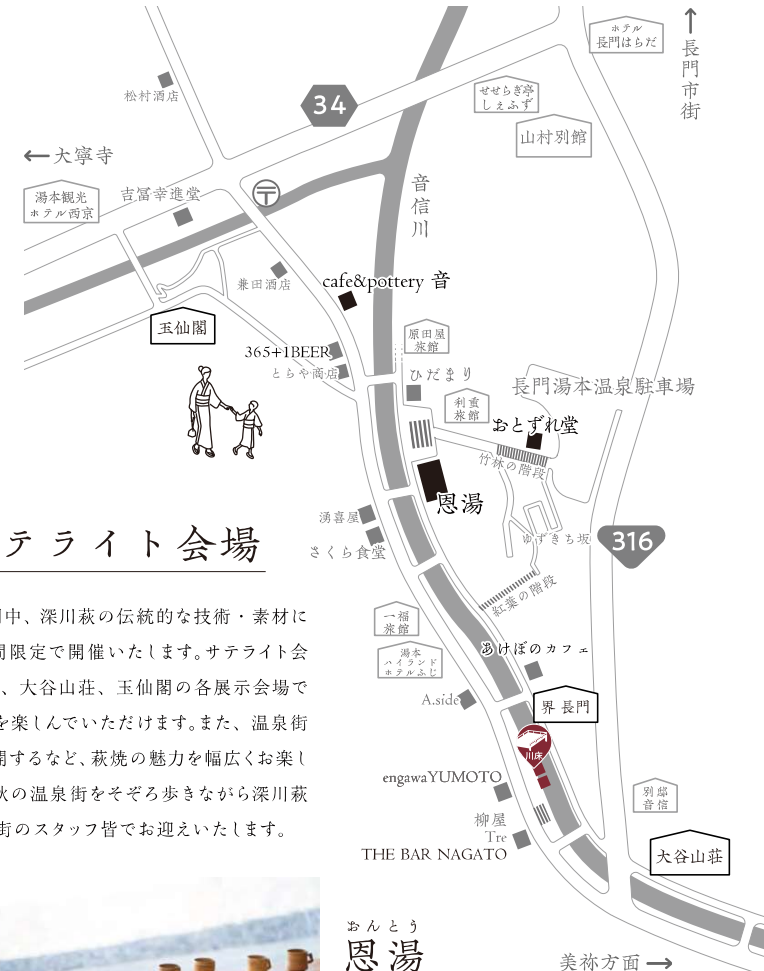 ホテル
長門はらだ
長門市街
松村酒店
34
せせらぎ亭
しぇふず
山村別館
←大寧寺
湯本観光
ホテル西京
吉冨幸進堂
〒
音信川
兼田酒店
cafe&pottery 音
玉仙閣
365+1BEER
とらや商店
原田屋
旅館
ひだまり
利重
旅館
長門湯本温泉駐車場
おとずれ堂
竹林の階段
恩湯
湧喜屋
さくら食堂
ゆずきち坂
316
紅葉の階段
テライト会場
一福
旅館
湯本
ハイランド
ホテルふじ
あけぼのカフェ
A.side
界 長門
川床
engawaYUMOTO
別邸
音信
柳屋
Tre
THE BAR NAGATO
大谷山荘
中、深川萩の伝統的な技術・素材に
間限定で開催いたします。サテライト会
、大谷山荘、玉仙閣の各展示会場で
を楽しんでいただけます。また、温泉街
開するなど、萩焼の魅力を幅広くお楽し
秋の温泉街をそぞろ歩きながら深川萩
街のスタッフ皆でお迎えいたします。
おんとう
恩湯
美祢方面→